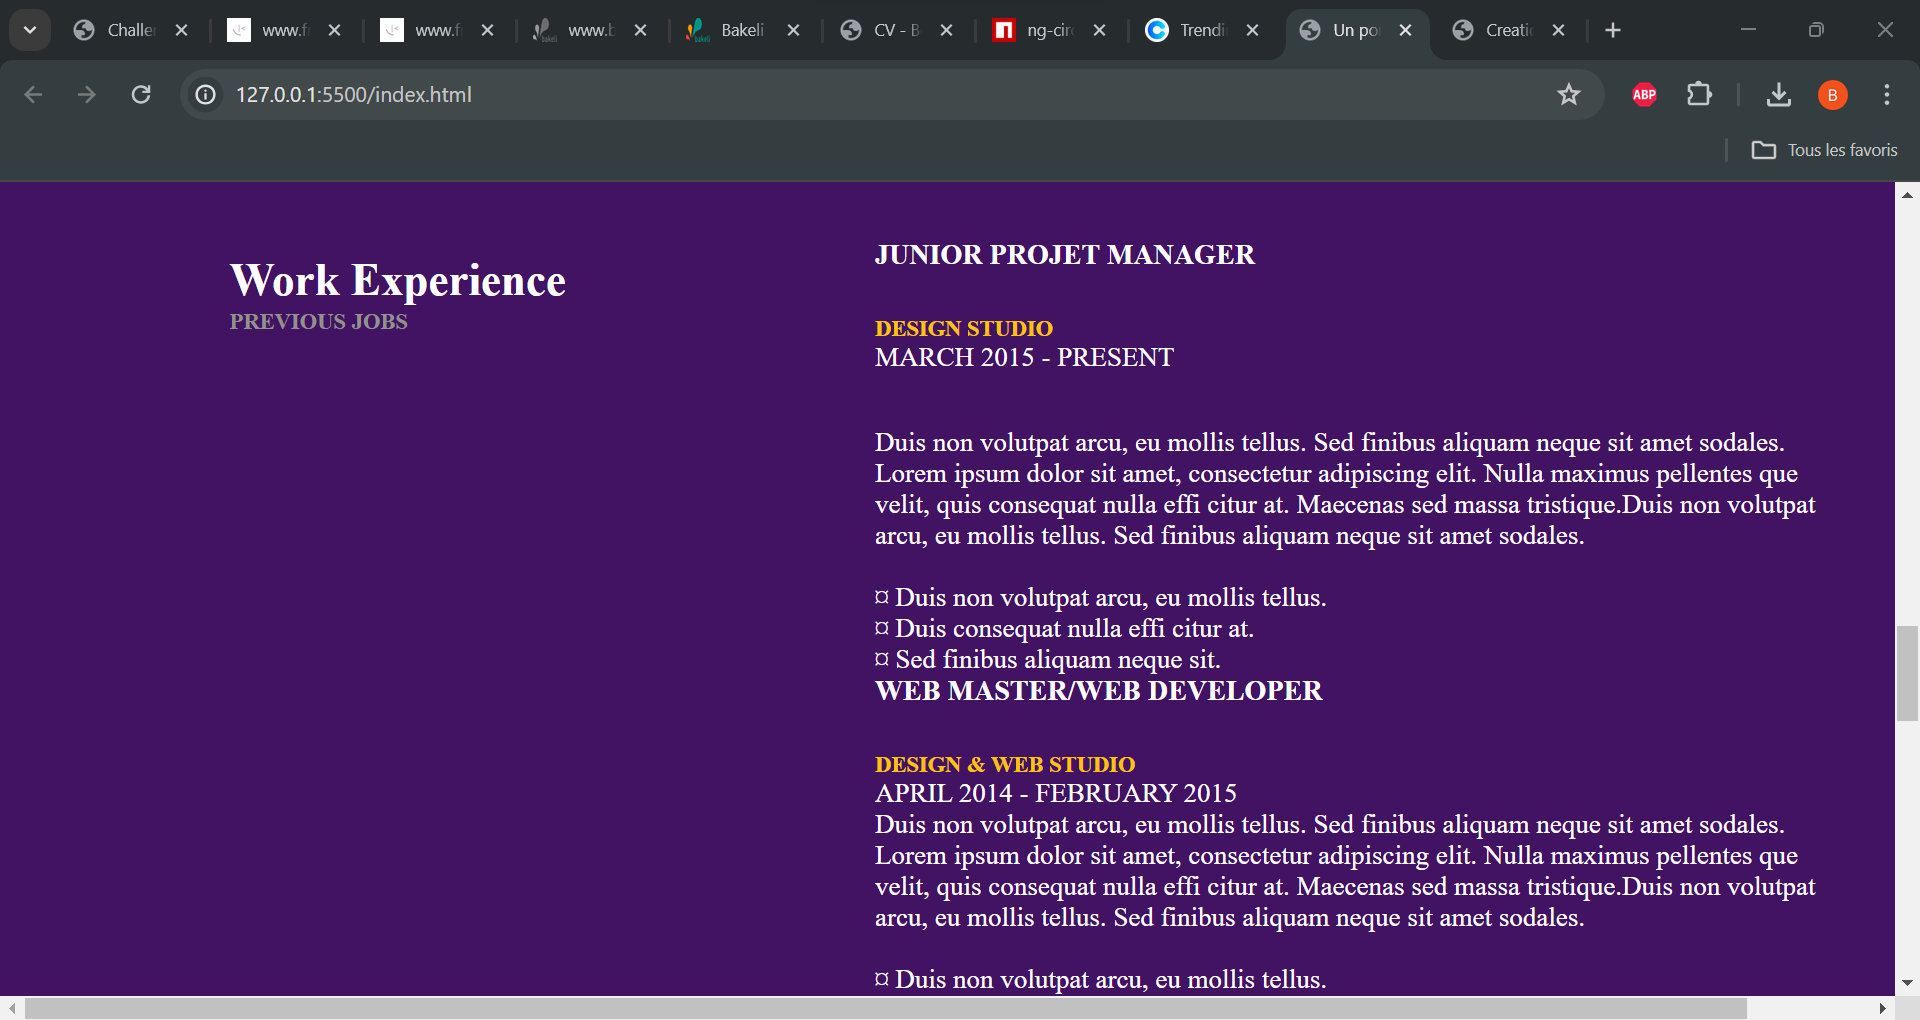 Challe
www.f
www.f
www.b
Bakeli
CV - B
ng-cir
Trendi
Un po
Creati
127.0.0.1:5500/index.html
ABP
B
Tous les favoris
Work Experience
PREVIOUS JOBS
JUNIOR PROJET MANAGER
DESIGN STUDIO
MARCH 2015 - PRESENT
Duis non volutpat arcu, eu mollis tellus. Sed finibus aliquam neque sit amet sodales.
Lorem ipsum dolor sit amet, consectetur adipiscing elit. Nulla maximus pellentes que
velit, quis consequat nulla effi citur at. Maecenas sed massa tristique.Duis non volutpat
arcu, eu mollis tellus. Sed finibus aliquam neque sit amet sodales.
¤ Duis non volutpat arcu, eu mollis tellus.
¤ Duis consequat nulla effi citur at.
¤ Sed finibus aliquam neque sit.
WEB MASTER/WEB DEVELOPER
DESIGN & WEB STUDIO
APRIL 2014 - FEBRUARY 2015
Duis non volutpat arcu, eu mollis tellus. Sed finibus aliquam neque sit amet sodales.
Lorem ipsum dolor sit amet, consectetur adipiscing elit. Nulla maximus pellentes que
velit, quis consequat nulla effi citur at. Maecenas sed massa tristique.Duis non volutpat
arcu, eu mollis tellus. Sed finibus aliquam neque sit amet sodales.
¤ Duis non volutpat arcu, eu mollis tellus.